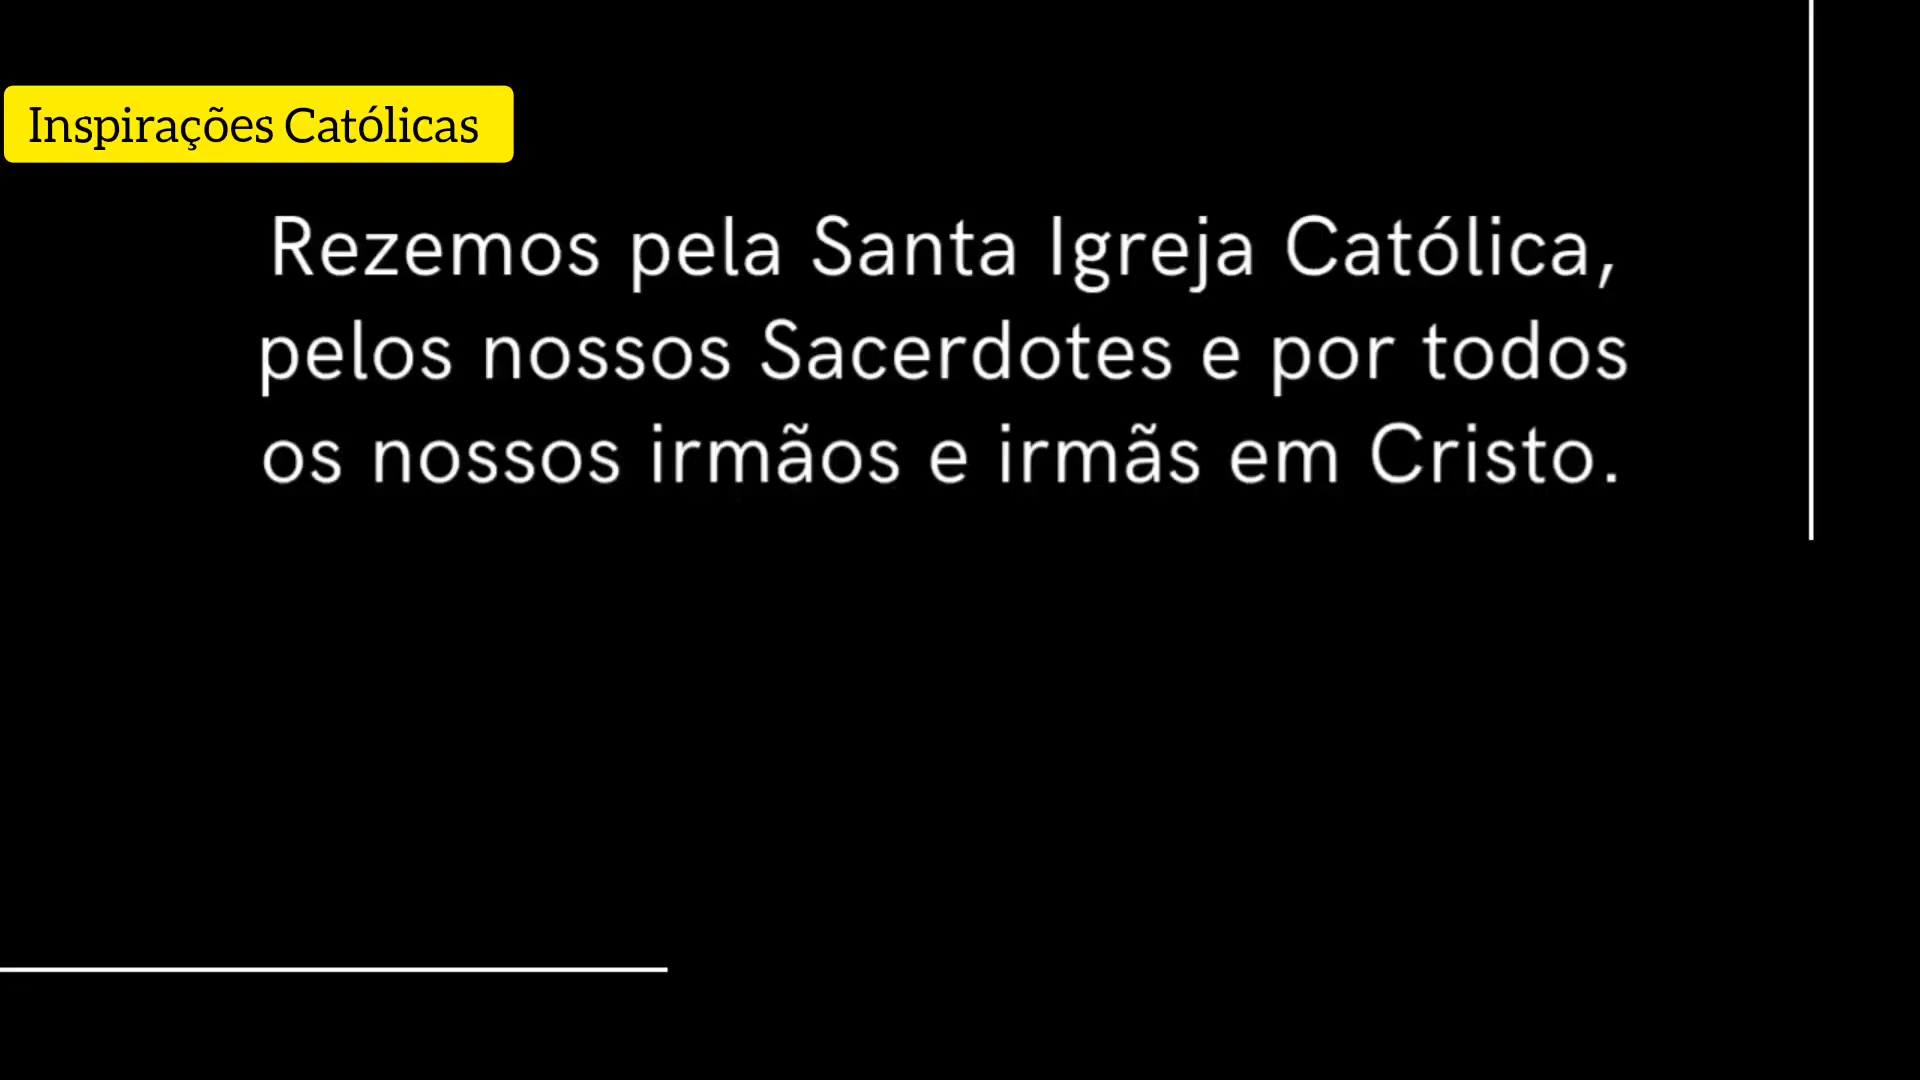 Inspirações Católicas
Rezemos pela Santa Igreja Católica,
pelos nossos Sacerdotes e por todos
os nossos irmãos e irmãs em Cristo.